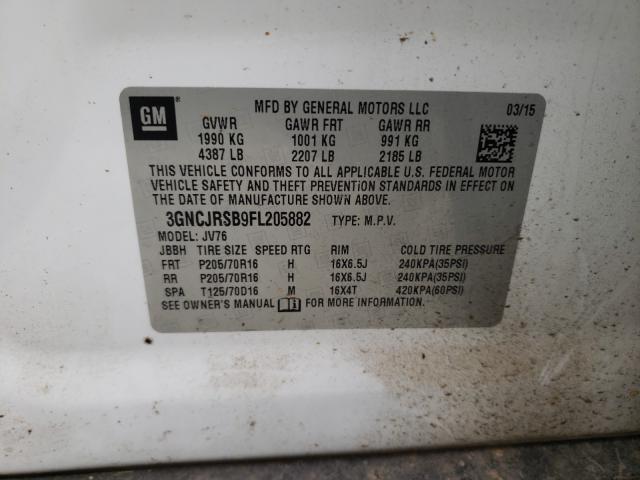 GM MFD BY GENERAL MOTORS LLC 03/15
GVWR GAWR FRT GAWR RR
1990 KG 1001 KG 991 KG
4387 LB 2207 LB 2185 LB
THIS VEHICLE CONFORMS TO ALL APPLICABLE U.S. FEDERAL MOTOR
VEHICLE SAFETY AND THEFT PREVENTION STANDARDS IN EFFECT ON
THE DATE OF MANUFACTURE SHOWN ABOVE.
3GNCJRSB9FL205882 TYPE: M.P.V.
MODEL: JV76
JBBH TIRE SIZE SPEED RTG RIM COLD TIRE PRESSURE
FRT P205/70R16 H 16X6.5J 240KPA(35PSI)
RR P205/70R16 H 16X6.5J 240KPA(35PSI)
SPA T125/70D16 M 16X4T 420KPA(60PSI)
SEE OWNER'S MANUAL FOR MORE INFORMATION.